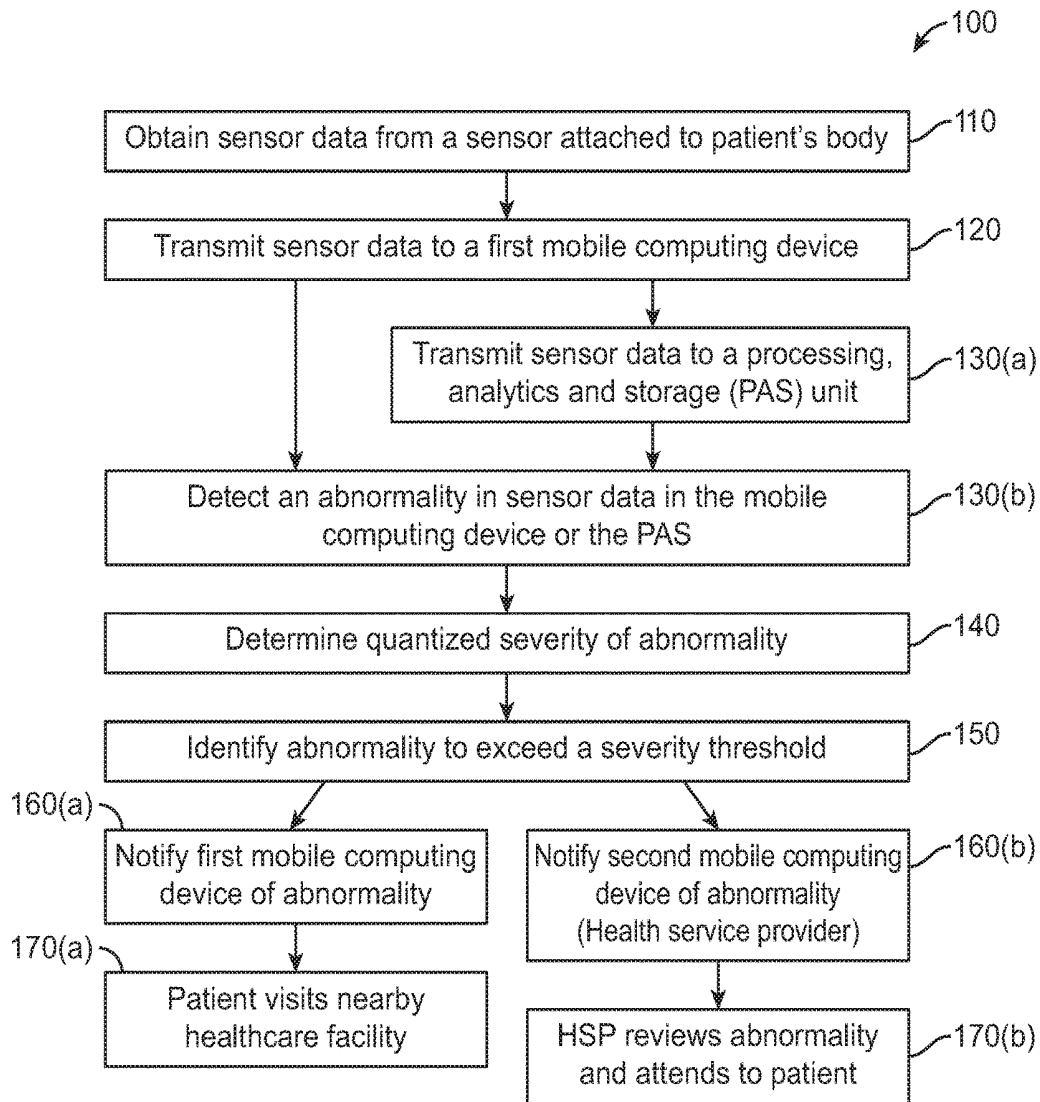 100
Obtain sensor data from a sensor attached to patient's body
110
Transmit sensor data to a first mobile computing device
120
Transmit sensor data to a processing,
analytics and storage (PAS) unit
130(a)
Detect an abnormality in sensor data in the mobile
computing device or the PAS
130(b)
Determine quantized severity of abnormality
140
Identify abnormality to exceed a severity threshold
150
160(a)
Notify first mobile computing
device of abnormality
Notify second mobile computing
device of abnormality
(Health service provider)
160(b)
170(a)
Patient visits nearby
healthcare facility
HSP reviews abnormality
and attends to patient
170(b)